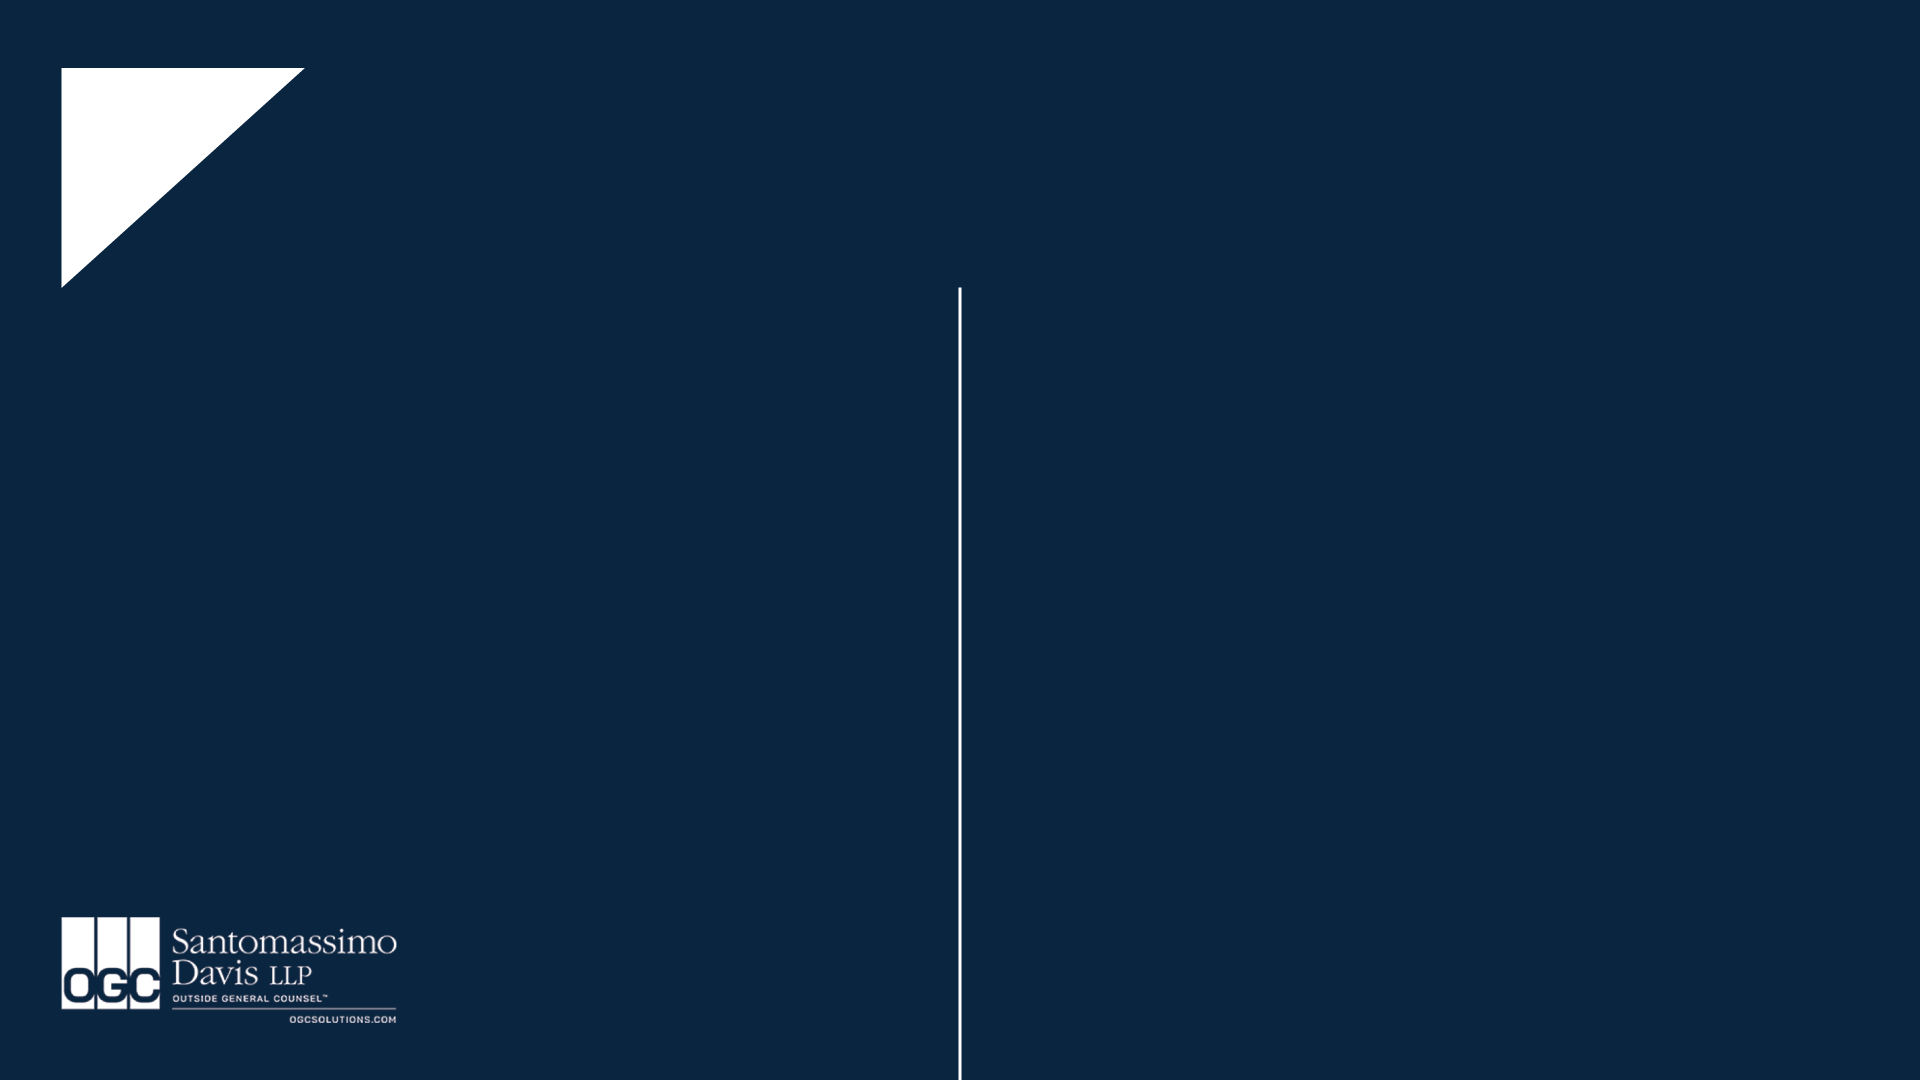 OGC
Santomassimo
Davis LLP
OUTSIDE GENERAL COUNSEL™
OGCSOLUTIONS.COM